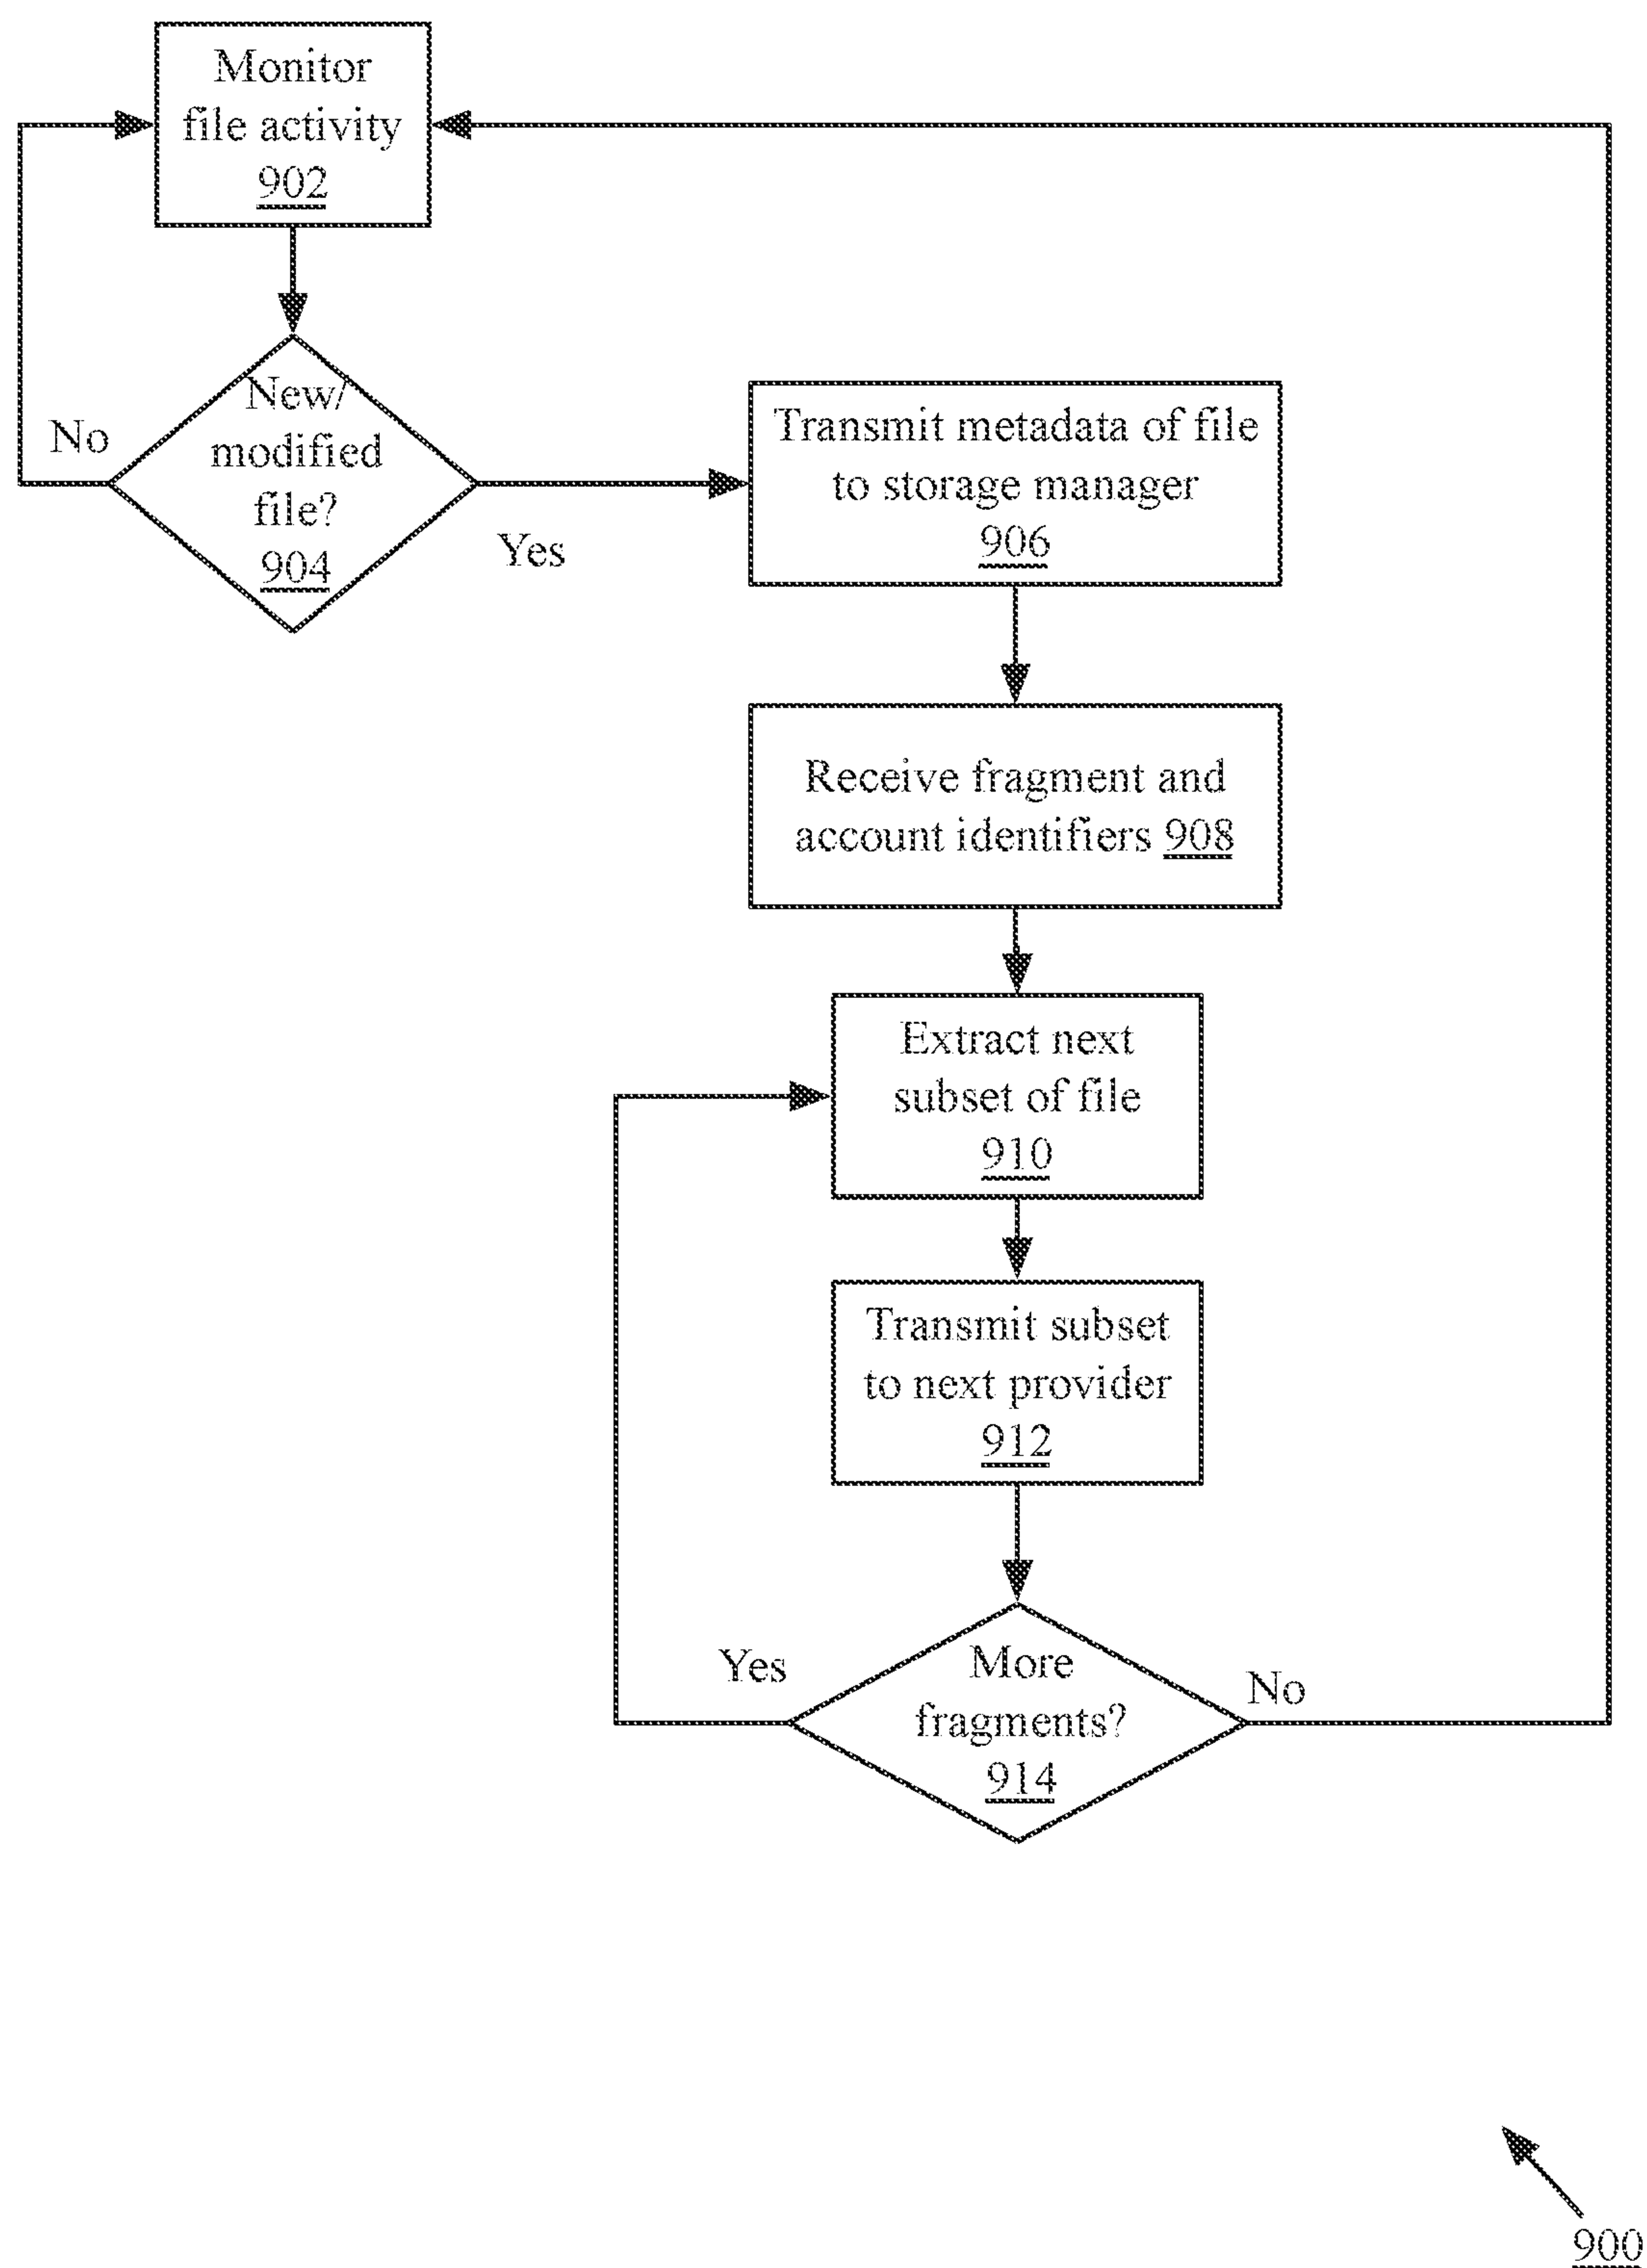 Monitor
file activity
902
New/
modified
file?
904
No
Yes
Transmit metadata of file
to storage manager
906
Receive fragment and
account identifiers 908
Extract next
subset of file
910
Transmit subset
to next provider
912
More
fragments?
914
Yes
No
900